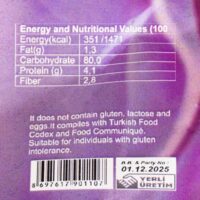 Energy and Nutritional Values (100
Energy(kcal) 351 /1471
Fat(g) 1,3
Carbohydrate 80,0
Protein (g) 4,1
Fiber 2,8
It does not contain gluten, lactose and
eggs.It complies with Turkish Food
Codex and Food Communiqué.
Suitable for individuals with gluten
intolerance.
& Party No
01.12.2025
YERLİ
ÜRETİM
8 697617 901107